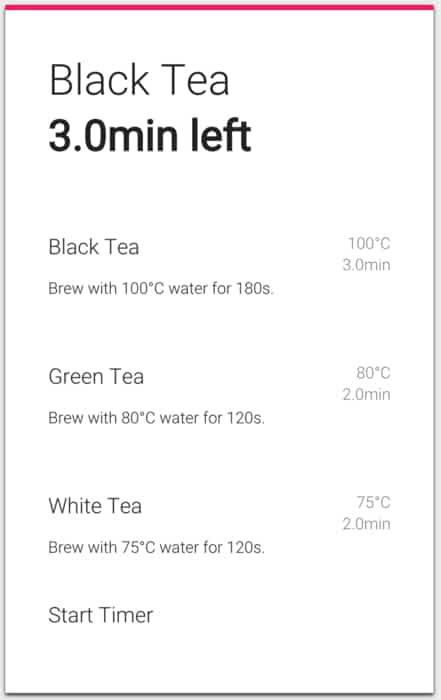 Black Tea
3.0min left
Black Tea
100°C
3.0min
Brew with 100°C water for 180s.
Green Tea
80°C
2.0min
Brew with 80°C water for 120s.
White Tea
75°C
2.0min
Brew with 75°C water for 120s.
Start Timer